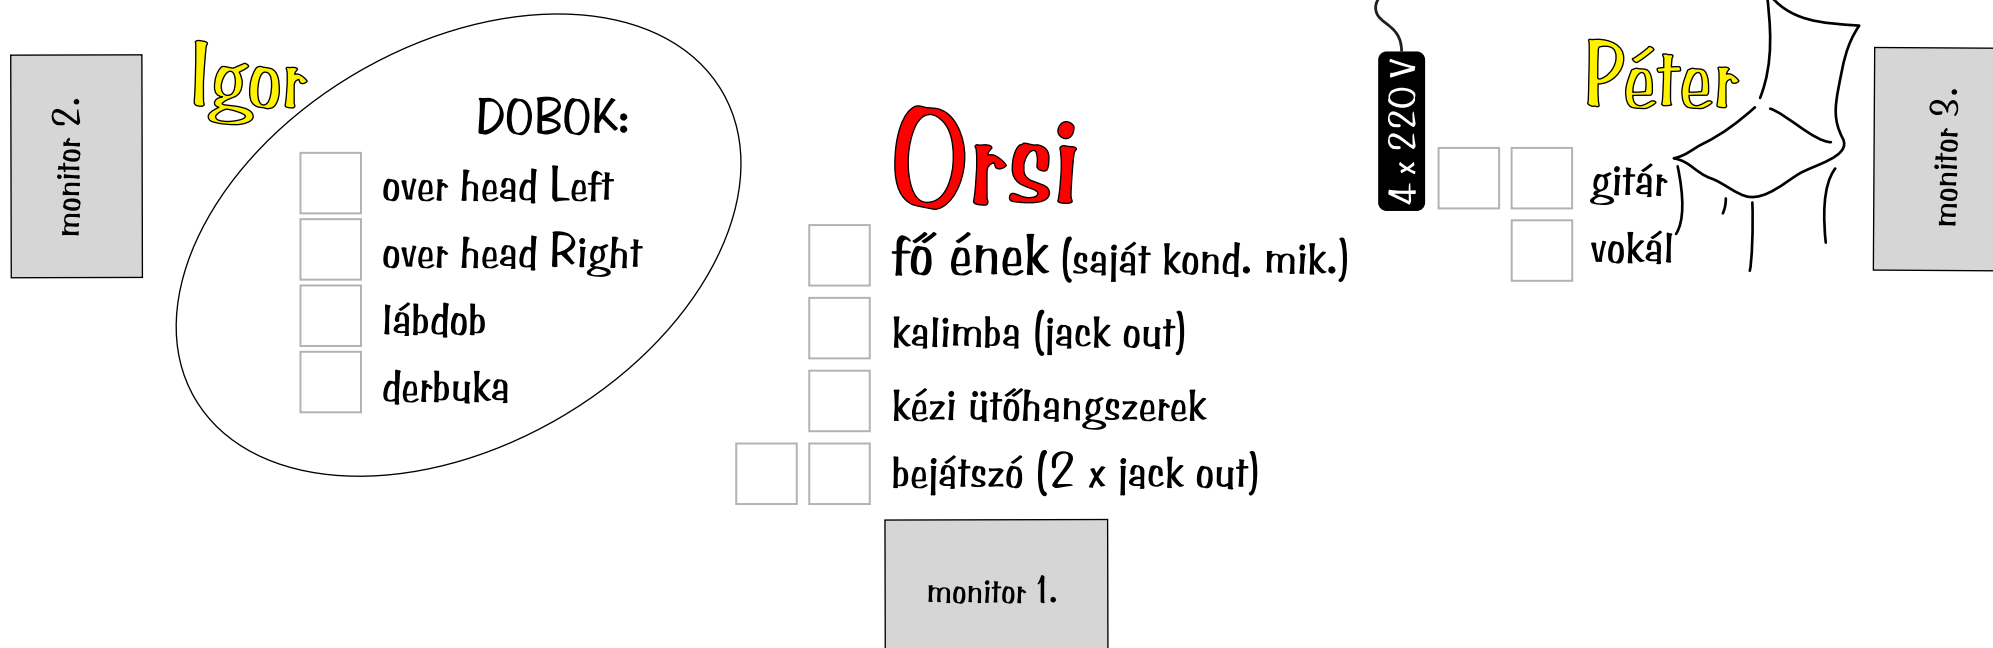 monitor 2.
Igor
DOBOK:
over head Left
over head Right
lábdob
derbuka
Orsi
fő ének (saját kond. mik.)
kalimba (jack out)
kézi ütőhangszerek
bejátszó (2 x jack out)
monitor 1.
4 x 220 V
Péter
gitár
vokál
monitor 3.